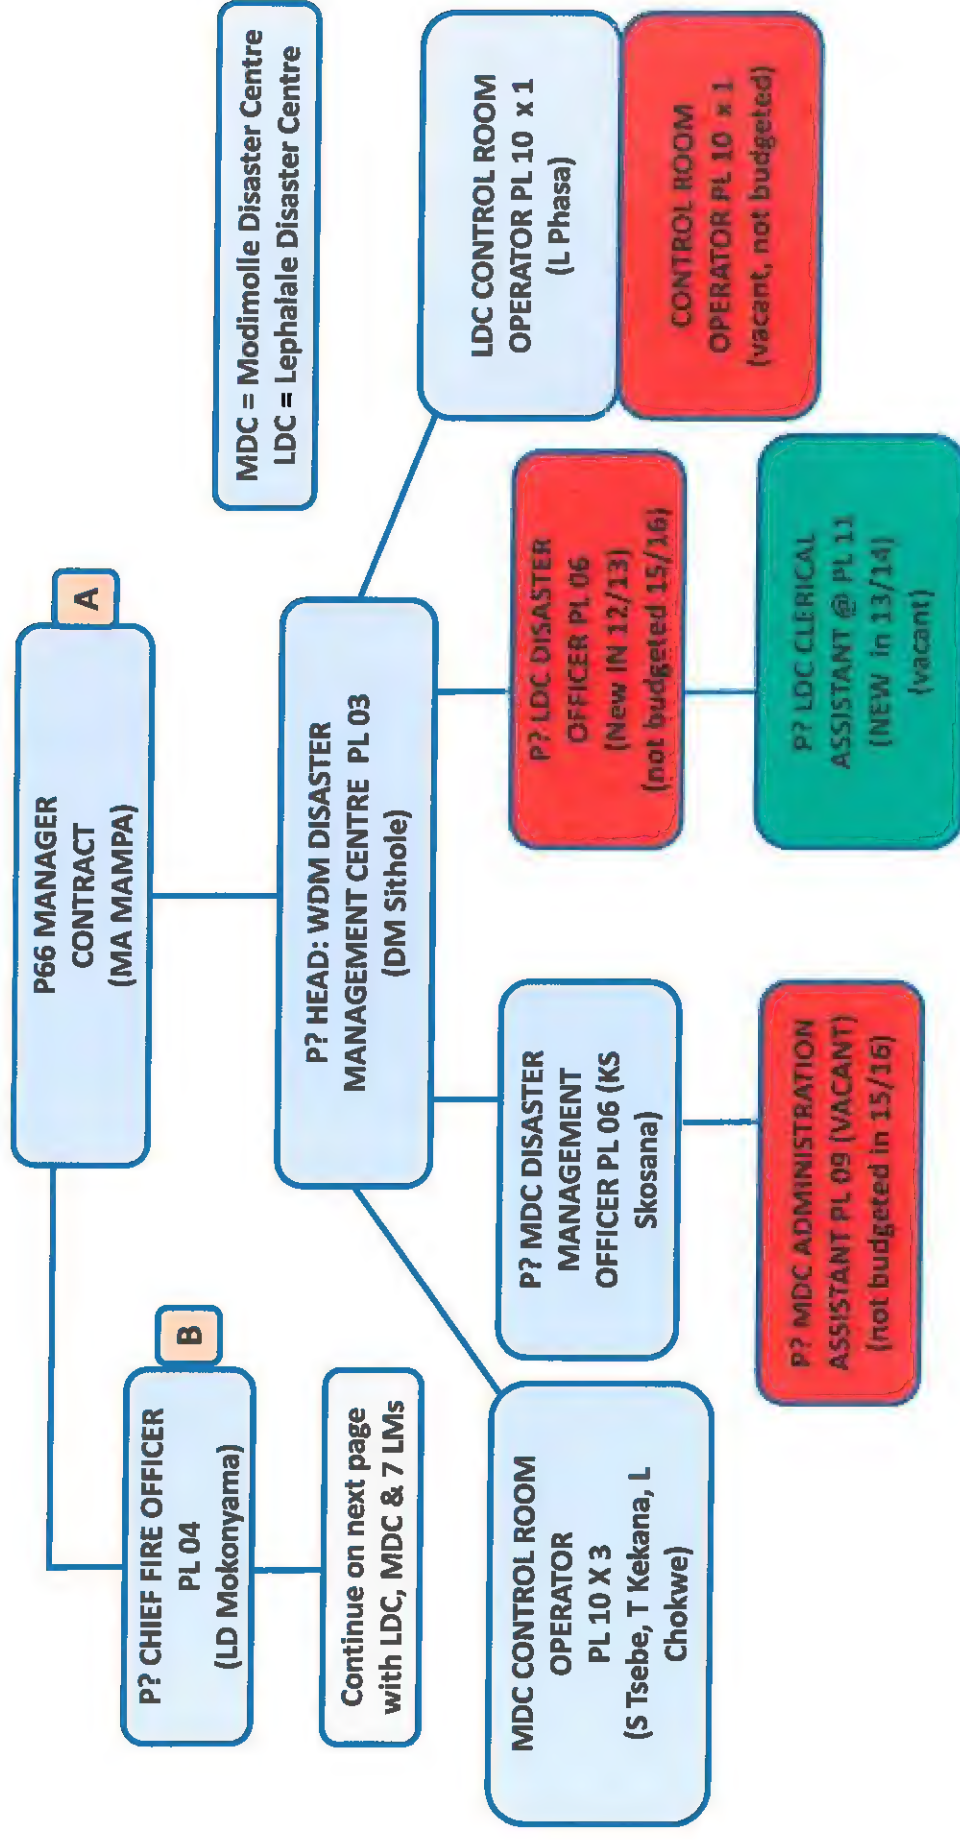 P66 MANAGER
CONTRACT
(MA MAMPA)
A
MDC = Modimolle Disaster Centre
LDC = Lephalale Disaster Centre
P? CHIEF FIRE OFFICER
PL 04
(LD Mokonyama)
B
Continue on next page
with LDC, MDC & 7 LMs
P? HEAD: WDM DISASTER
MANAGEMENT CENTRE PL 03
(DM Sithole)
MDC CONTROL ROOM
OPERATOR
PL 10 X 3
(S Tsebe, T Kekana, L
Chokwe)
P? MDC DISASTER
MANAGEMENT
OFFICER PL 06 (KS
Skosana)
P? MDC ADMINISTRATION
ASSISTANT PL 09 (VACANT)
(not budgeted in 15/16)
P? LDC DISASTER
OFFICER PL 06
(New IN 12/13)
(not budgeted 15/16)
P? LDC CLERICAL
ASSISTANT @ PL 11
(NEW in 13/14)
(vacant)
LDC CONTROL ROOM
OPERATOR PL 10 x 1
(L Phasa)
CONTROL ROOM
OPERATOR PL 10 x 1
(vacant, not budgeted)